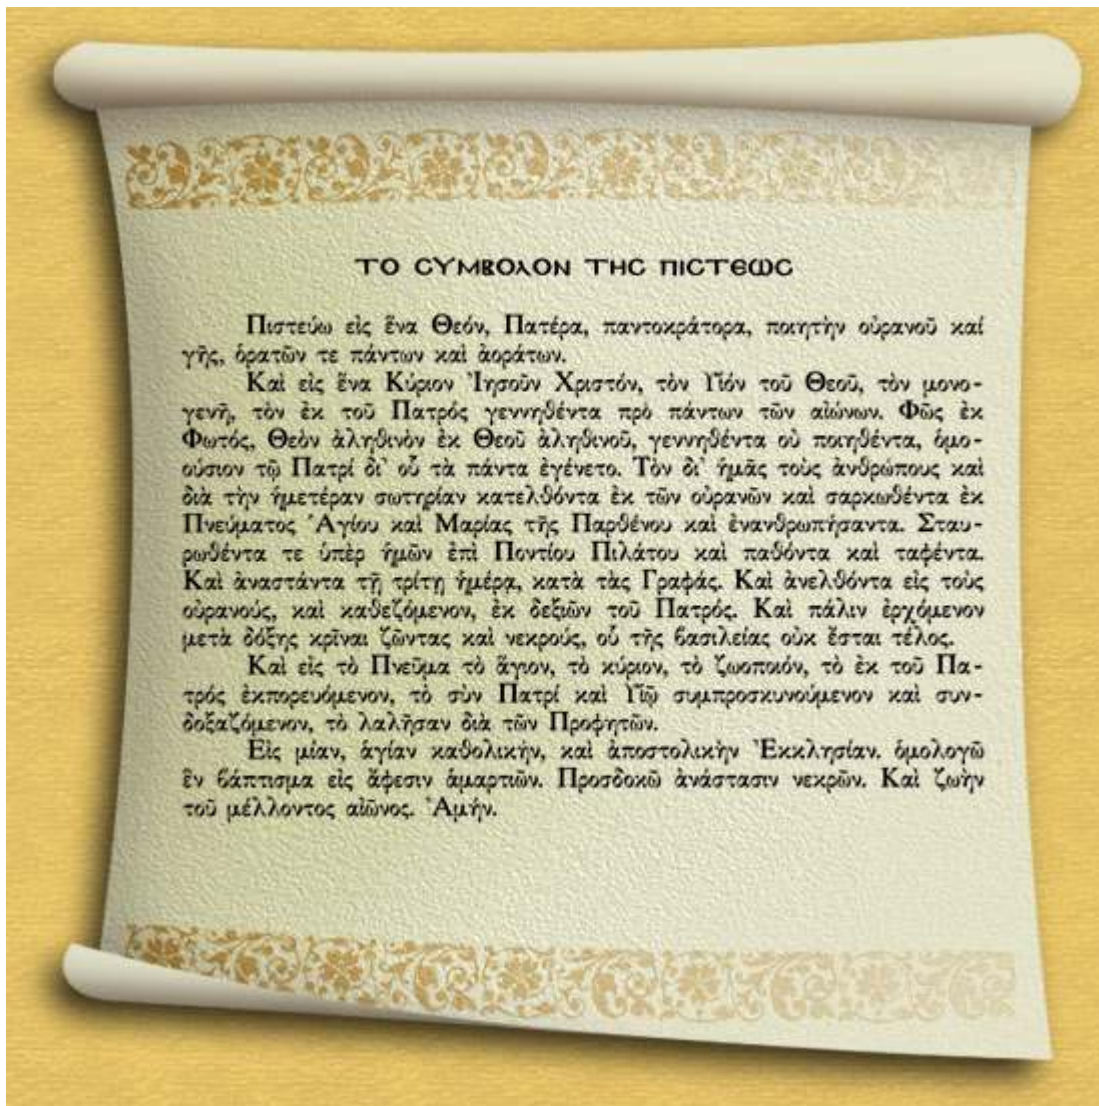 ΤΟ CΥΜΒΟΛΟΝ ΤΗC ΠΙCΤΕωC
Πιστεύω εἰς ἕνα Θεόν, Πατέρα, παντοκράτορα, ποιητὴν οὐρανοῦ καί
γῆς, ὁρατῶν τε πάντων καὶ ἀοράτων.
Καὶ εἰς ἕνα Κύριον Ἰησοῦν Χριστόν, τὸν Υἱόν τοῦ Θεοῦ, τὸν μονο-
γενῆ, τὸν ἐκ τοῦ Πατρός γεννηθέντα πρὸ πάντων τῶν αἰώνων. Φῶς ἐκ
Φωτός, Θεὸν ἀληθινὸν ἐκ Θεοῦ ἀληθινοῦ, γεννηθέντα οὐ ποιηθέντα, ὁμο-
ούσιον τῷ Πατρί δι' οὗ τὰ πάντα ἐγένετο. Τὸν δι' ἡμᾶς τοὺς ἀνθρώπους καὶ
διὰ τὴν ἡμετέραν σωτηρίαν κατελθόντα ἐκ τῶν οὐρανῶν καὶ σαρκωθέντα ἐκ
Πνεύματος Ἁγίου καὶ Μαρίας τῆς Παρθένου καὶ ἐνανθρωπήσαντα. Σταυ-
ρωθέντα τε ὑπὲρ ἡμῶν ἐπὶ Ποντίου Πιλάτου καὶ παθόντα καὶ ταφέντα.
Καὶ ἀναστάντα τῇ τρίτῃ ἡμέρᾳ, κατὰ τὰς Γραφάς. Καὶ ἀνελθόντα εἰς τοὺς
οὐρανούς, καὶ καθεζόμενον, ἐκ δεξιῶν τοῦ Πατρός. Καὶ πάλιν ἐρχόμενον
μετὰ δόξης κρῖναι ζῶντας καὶ νεκρούς, οὗ τῆς βασιλείας οὐκ ἔσται τέλος.
Καὶ εἰς τὸ Πνεῦμα τὸ ἅγιον, τὸ κύριον, τὸ ζωοποιόν, τὸ ἐκ τοῦ Πα-
τρός ἐκπορευόμενον, τὸ σὺν Πατρί καὶ Υἱῷ συμπροσκυνούμενον καὶ συν-
δοξαζόμενον, τὸ λαλῆσαν διὰ τῶν Προφητῶν.
Εἰς μίαν, ἁγίαν καθολικὴν, καὶ ἀποστολικὴν Ἐκκλησίαν. ὁμολογῶ
ἓν βάπτισμα εἰς ἄφεσιν ἁμαρτιῶν. Προσδοκῶ ἀνάστασιν νεκρῶν. Καὶ ζωὴν
τοῦ μέλλοντος αἰῶνος. Ἀμήν.